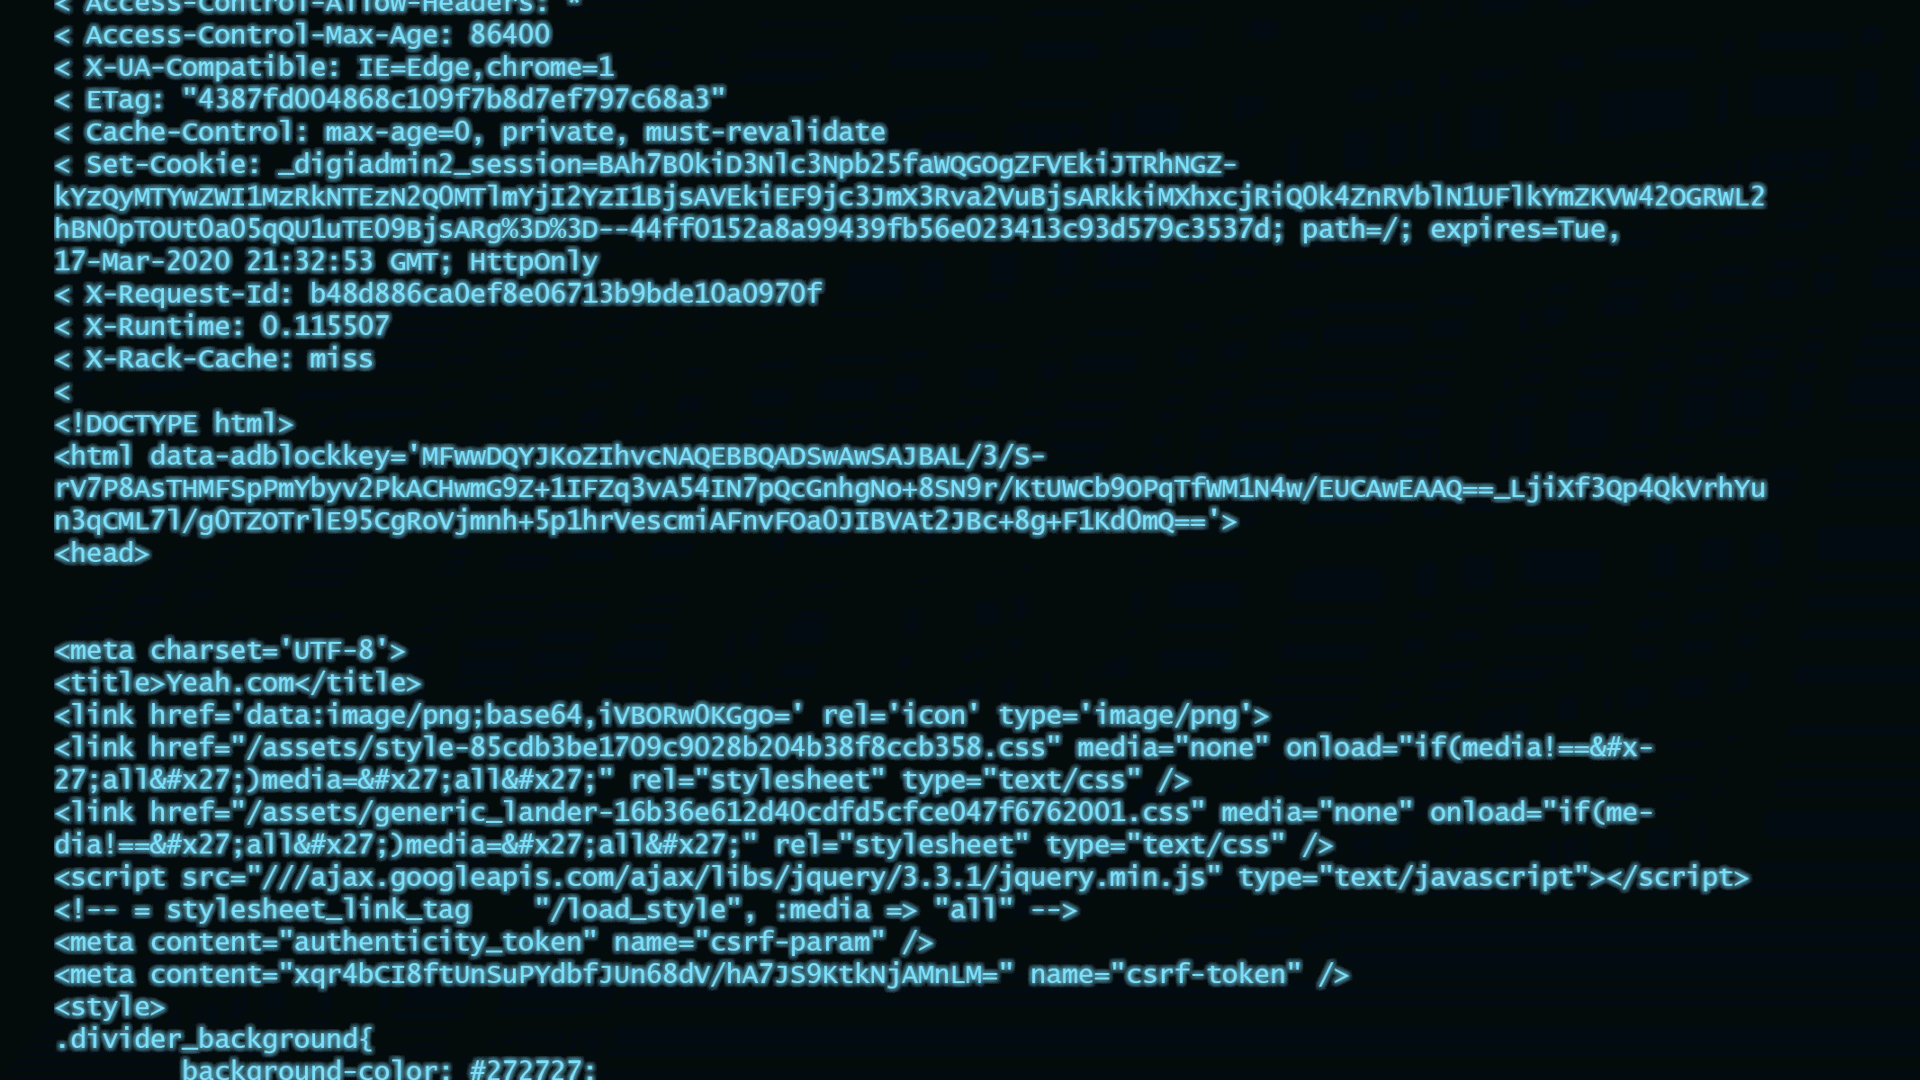 < Access-Control-Allow-Headers: *
< Access-Control-Max-Age: 86400
< X-UA-Compatible: IE=Edge,chrome=1
< ETag: "4387fd004868c109f7b8d7ef797c68a3"
< Cache-Control: max-age=0, private, must-revalidate
< Set-Cookie: _digiadmin2_session=BAh7B0kiD3Nlc3Npb25faWQGOgZFVEkiJTRhNGZ-
kYzQyMTYwZWI1MzRkNTEzN2Q0MTlmYjI2YzI1BjsAVEkiEF9jc3JmX3Rva2VuBjsARkkiMXhxcjRiQ0k4ZnRVblN1UFlkYmZKVW42OGRWL2
hBN0pTOUt0a05qQU1uTE09BjsARg%3D%3D--44ff0152a8a99439fb56e023413c93d579c3537d; path=/; expires=Tue,
17-Mar-2020 21:32:53 GMT; HttpOnly
< X-Request-Id: b48d886ca0ef8e06713b9bde10a0970f
< X-Runtime: 0.115507
< X-Rack-Cache: miss
<
<!DOCTYPE html>
<html data-adblockkey='MFwwDQYJKoZIhvcNAQEBBQADSwAwSAJBAL/3/S-
rV7P8AsTHMFSpPmYbyv2PkACHwmG9Z+1IFZq3vA54IN7pQcGnhgNo+8SN9r/KtUWCb9OPqTfWM1N4w/EUCAwEAAQ==_LjiXf3Qp4QkVrhYu
n3qCML7l/g0TZOTrlE95CgRoVjmnh+5p1hrVescmiAFnvFOa0JIBVAt2JBc+8g+F1Kd0mQ=='>
<head>
<meta charset='UTF-8'>
<title>Yeah.com</title>
<link href='data:image/png;base64,iVBORw0KGgo=' rel='icon' type='image/png'>
<link href="/assets/style-85cdb3be1709c9028b204b38f8ccb358.css" media="none" onload="if(media!==&#x-
27;all&#x27;)media=&#x27;all&#x27;" rel="stylesheet" type="text/css" />
<link href="/assets/generic_lander-16b36e612d40cdfd5cfce047f6762001.css" media="none" onload="if(me-
dia!==&#x27;all&#x27;)media=&#x27;all&#x27;" rel="stylesheet" type="text/css" />
<script src="///ajax.googleapis.com/ajax/libs/jquery/3.3.1/jquery.min.js" type="text/javascript"></script>
<!-- = stylesheet_link_tag    "/load_style", :media => "all" -->
<meta content="authenticity_token" name="csrf-param" />
<meta content="xqr4bCI8ftUnSuPYdbfJUn68dV/hA7JS9KtkNjAMnLM=" name="csrf-token" />
<style>
.divider_background{
background-color: #272727;